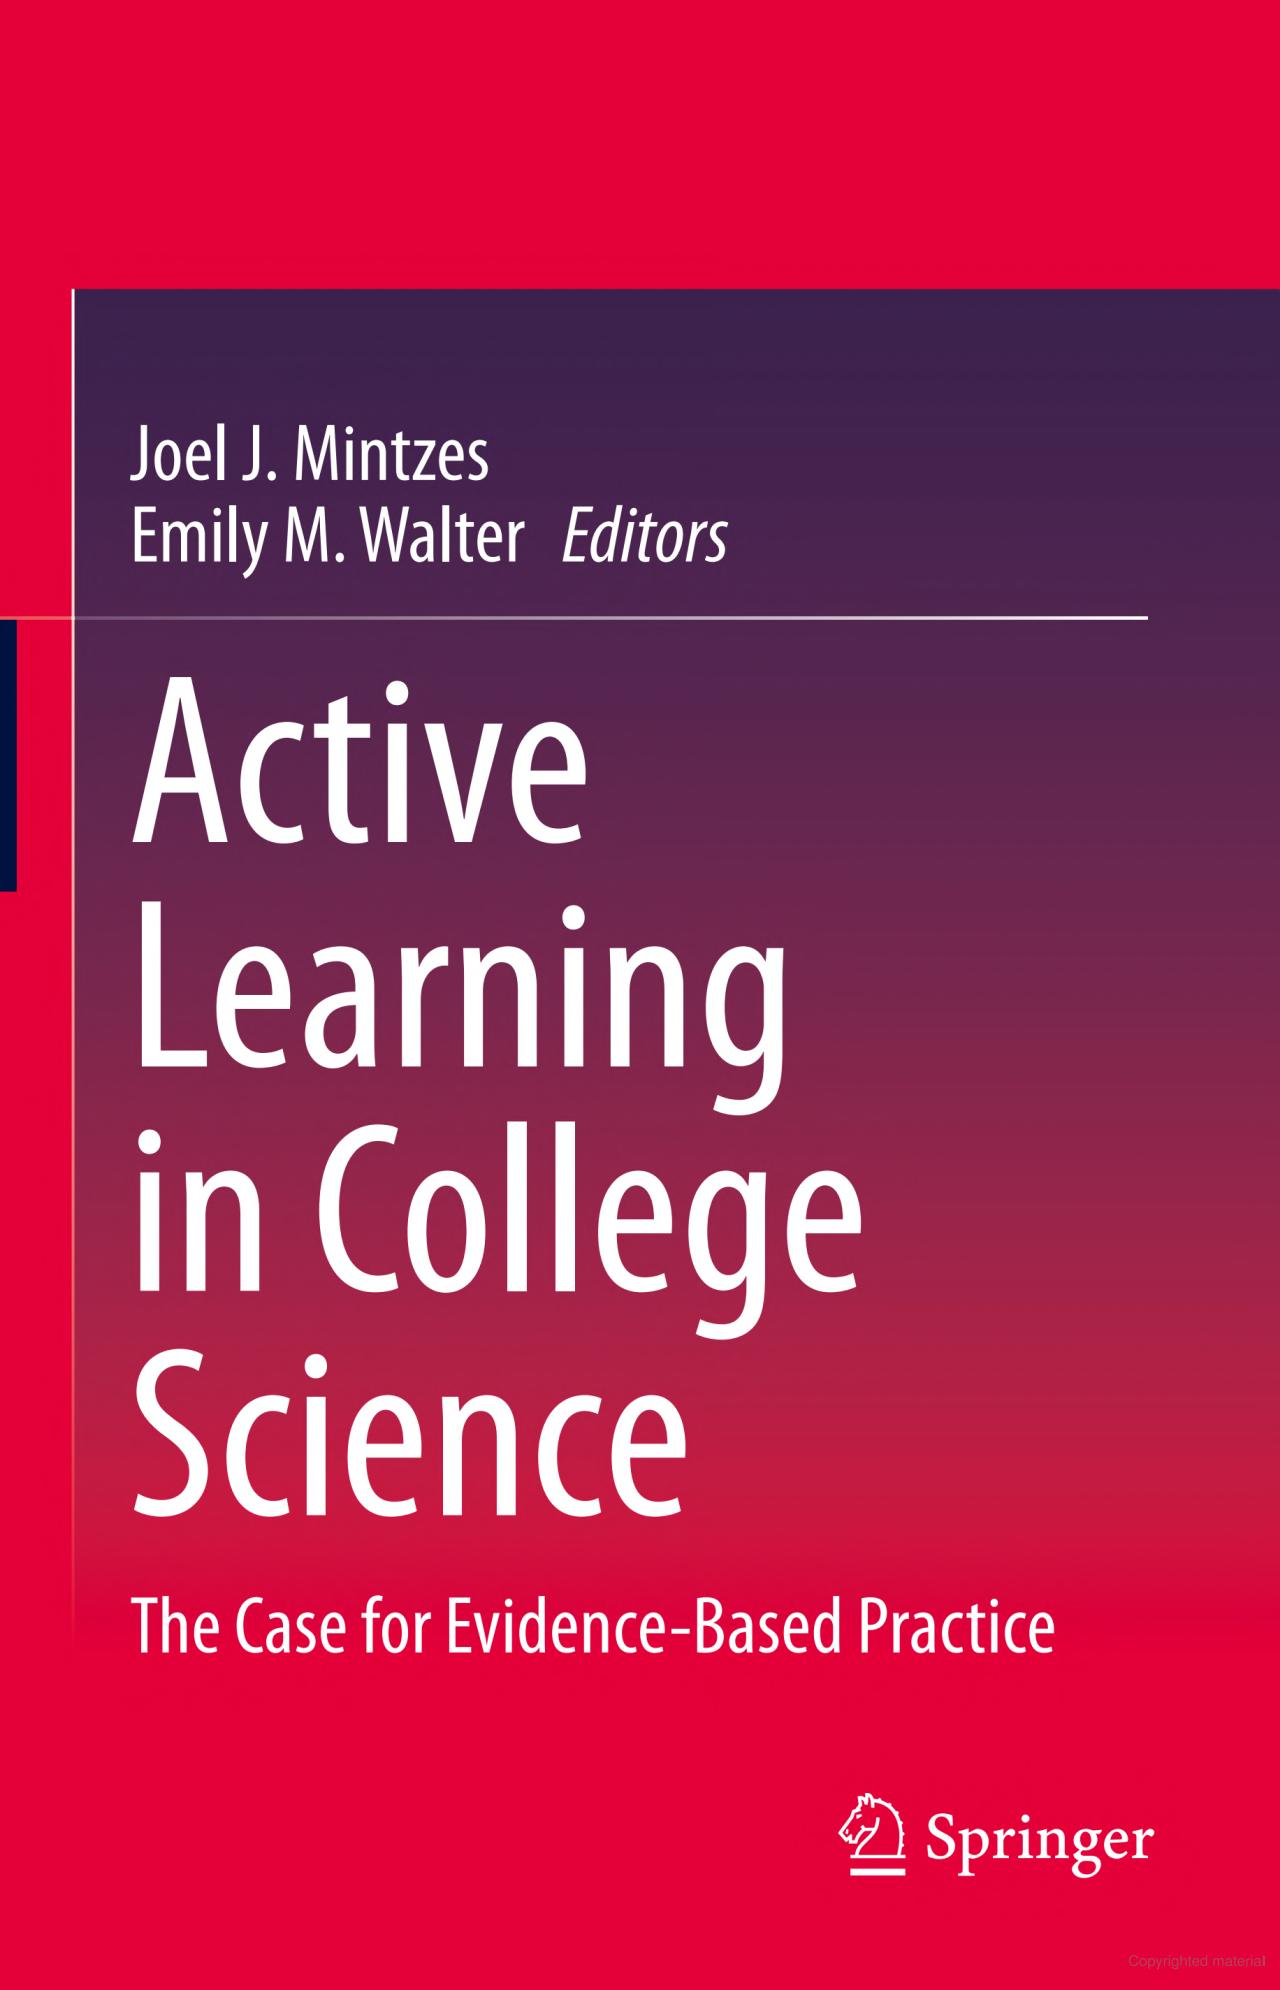 Joel J. Mintzes
Emily M. Walter Editors
Active
Learning
in College
Science
The Case for Evidence-Based Practice
Springer
Copyrighted material